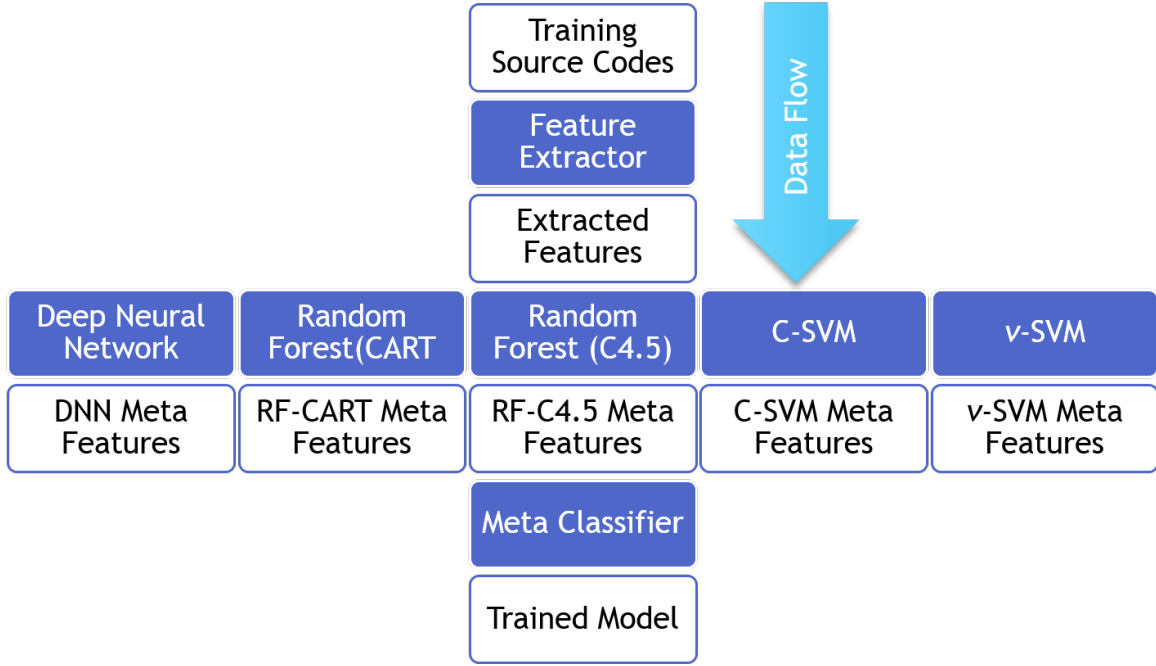 Training
Source Codes
Data Flow
Feature
Extractor
Extracted
Features
Deep Neural
Network
Random
Forest(CART
Random
Forest (C4.5)
C-SVM
ν-SVM
DNN Meta
Features
RF-CART Meta
Features
RF-C4.5 Meta
Features
C-SVM Meta
Features
ν-SVM Meta
Features
Meta Classifier
Trained Model